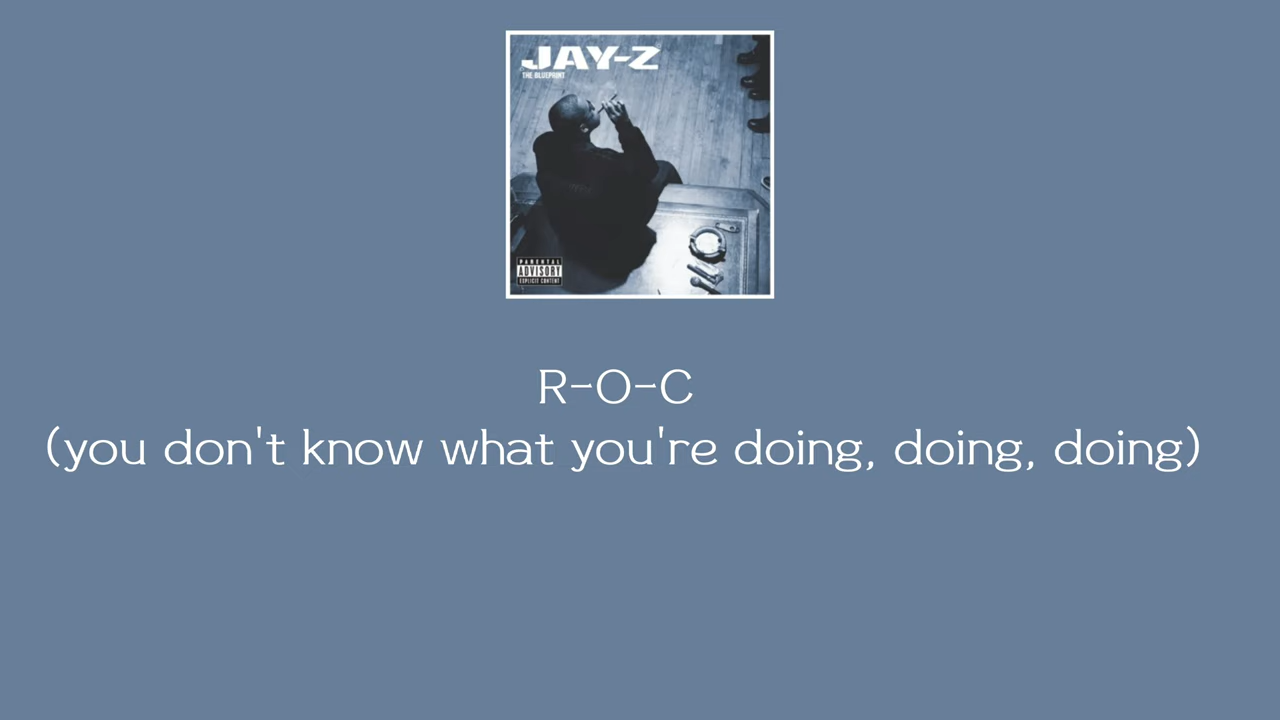 JAY-Z
THE BLUEPRINT
PARENTAL
ADVISORY
EXPLICIT CONTENT
R-O-C
(you don't know what you're doing, doing, doing)